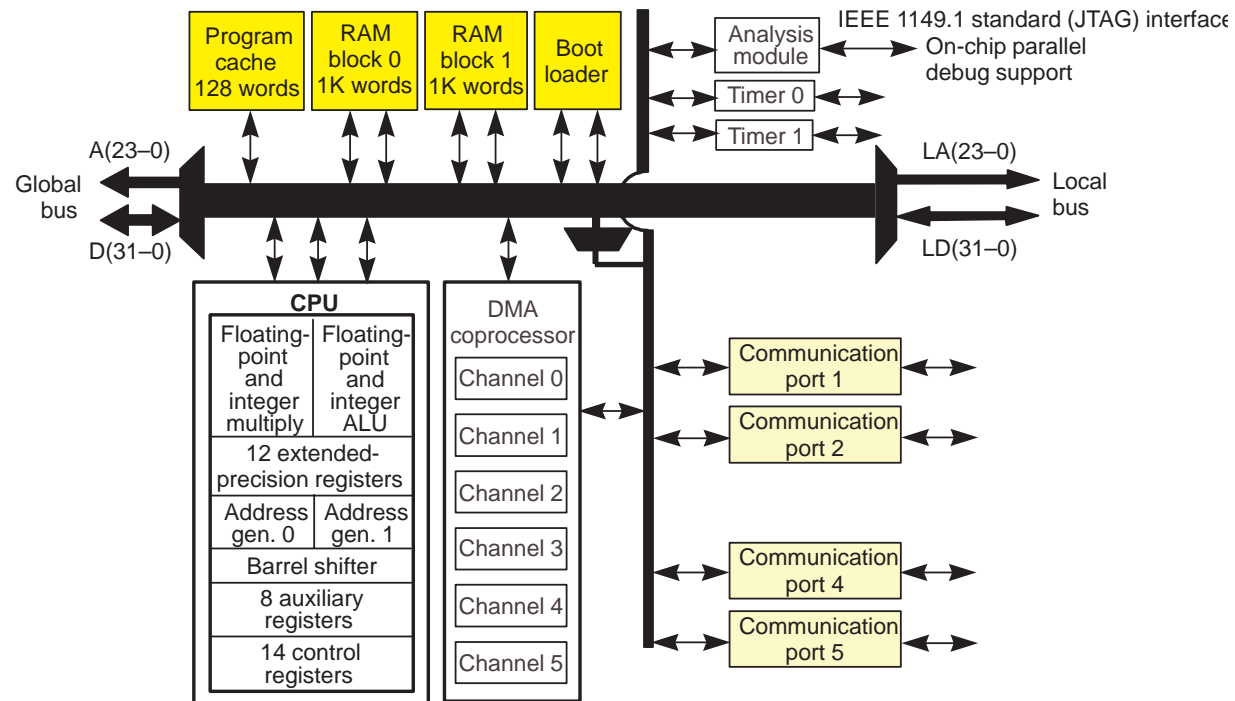 Program
cache
128 words
RAM
block 0
1K words
RAM
block 1
1K words
Boot
loader
Analysis
module
IEEE 1149.1 standard (JTAG) interface
On-chip parallel
debug support
Timer 0
Timer 1
A(23–0)
Global
bus
D(31–0)
LA(23–0)
Local
bus
LD(31–0)
CPU
Floating-
point
and
integer
multiply
Floating-
point
and
integer
ALU
12 extended-
precision registers
Address
gen. 0
Address
gen. 1
Barrel shifter
8 auxiliary
registers
14 control
registers
DMA
coprocessor
Channel 0
Channel 1
Channel 2
Channel 3
Channel 4
Channel 5
Communication
port 1
Communication
port 2
Communication
port 4
Communication
port 5